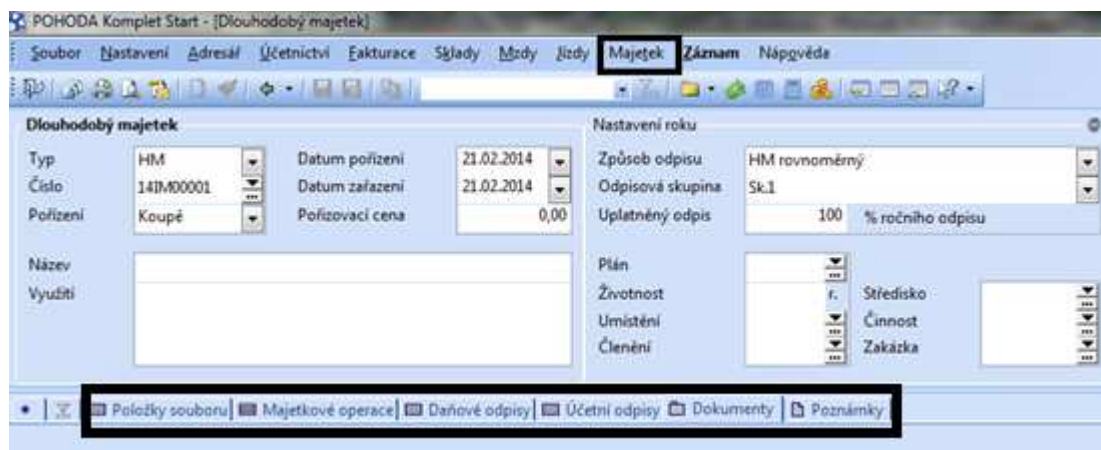 POHODA Komplet Start - [Dlouhodobý majetek]
Soubor Nastavení Adresář Účetnictví Fakturace Sklady Mzdy Jízdy Majetek Záznam Nápověda
Dlouhodobý majetek Nastavení roku
Typ HM Datum pořízení 21.02.2014 Způsob odpisu HM rovnoměrný
Číslo 14IM00001 Datum zařazení 21.02.2014 Odpisová skupina Sk.1
Pořízení Koupě Pořizovací cena 0,00 Uplatněný odpis 100 % ročního odpisu
Název Plán
Využití Životnost r. Středisko
Umístění Činnost
Členění Zakázka
Položky souboru Majetkové operace Daňové odpisy Účetní odpisy Dokumenty Poznámky